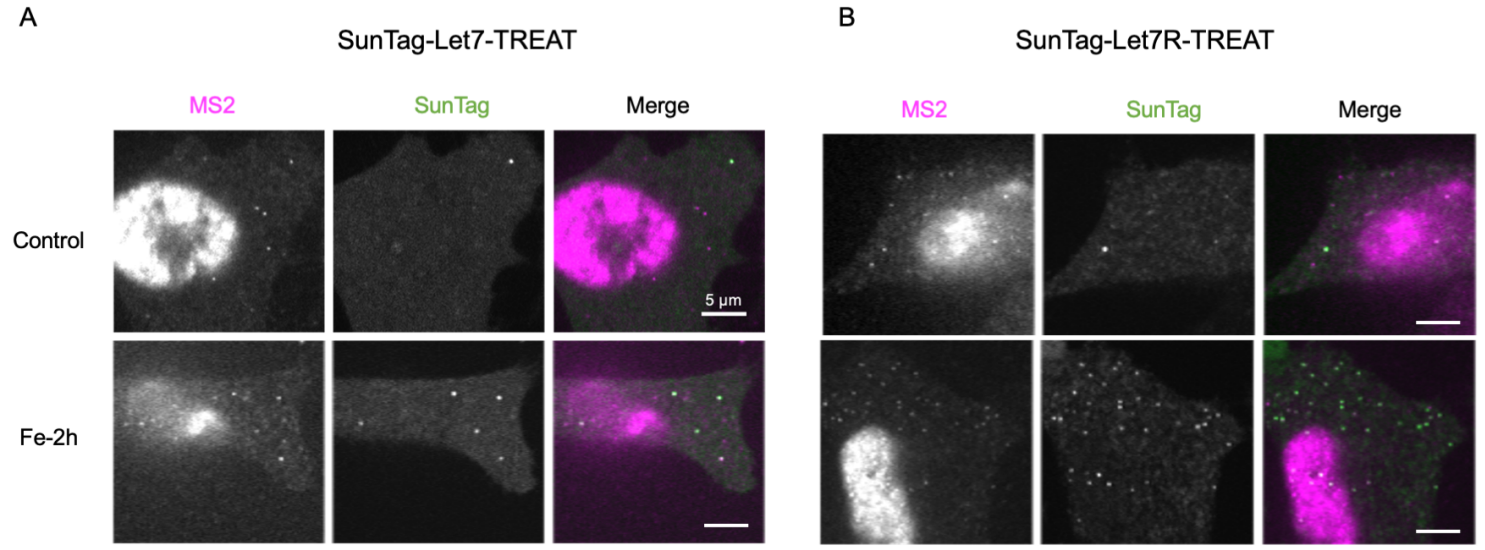 A
SunTag-Let7-TREAT
MS2
SunTag
Merge
Control
5 μm
Fe-2h
B
SunTag-Let7R-TREAT
MS2
SunTag
Merge